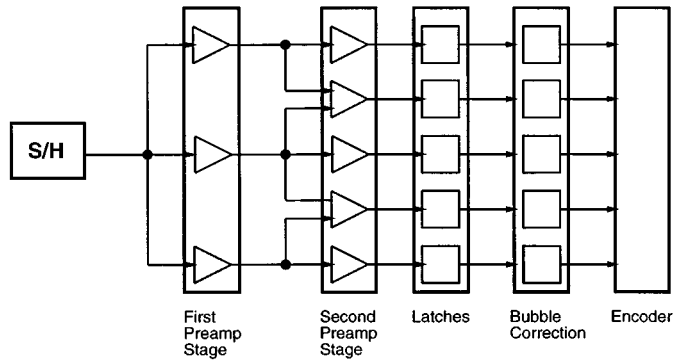 S/H
First
Preamp
Stage
Second
Preamp
Stage
Latches
Bubble
Correction
Encoder